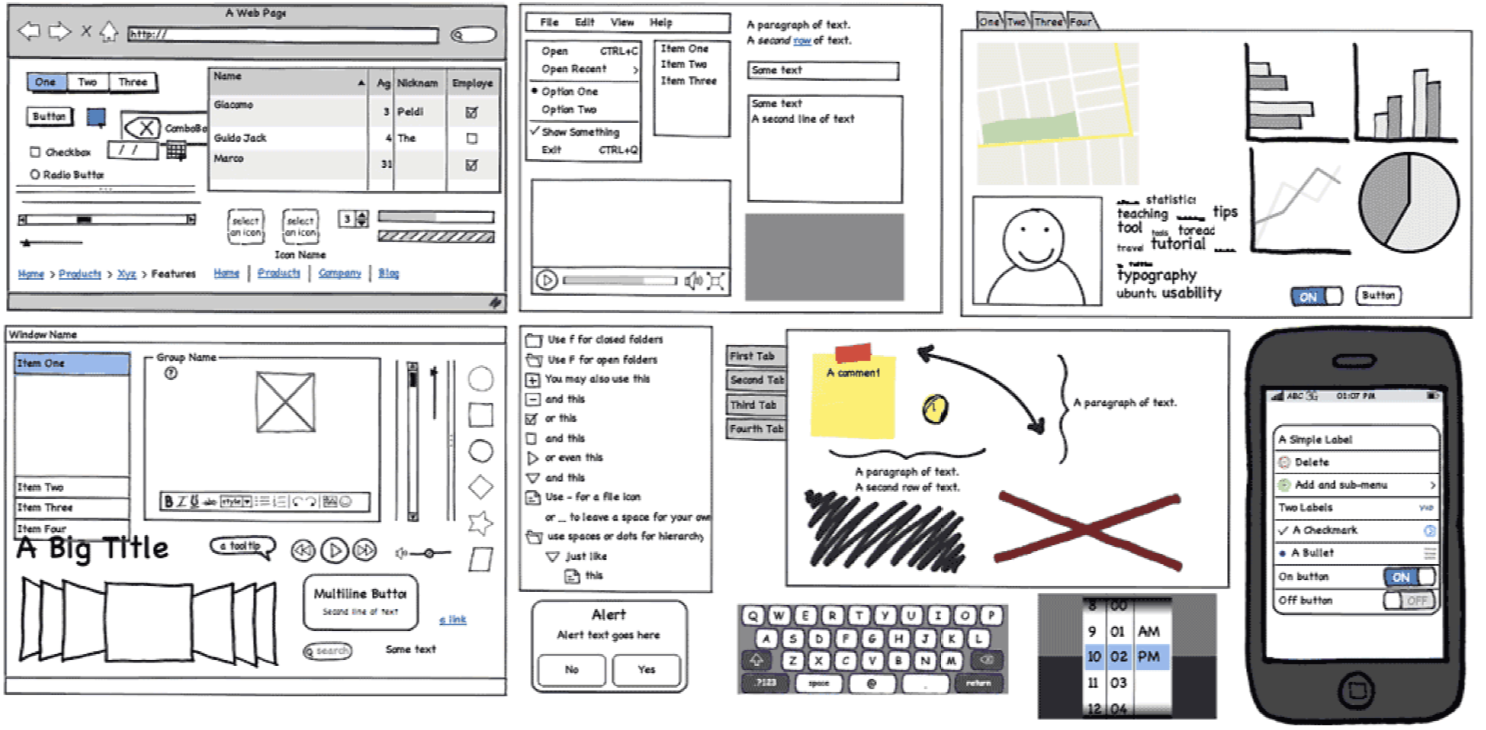 A Web Page
http://
One Two Three
Name Ag Nicknam Employe
Giacomo 3 Peldi
Guido Jack 4 The
Marco 31
Button
ComboBo
/ /
Checkbox
Radio Butto
select an icon
select an icon
3
Icon Name
Home > Products > Xyz > Features
Home Products Company Blog
File Edit View Help
Open CTRL+C
Open Recent >
Option One
Option Two
Show Something
Exit CTRL+Q
Item One
Item Two
Item Three
A paragraph of text.
A second row of text.
Some text
Some text
A second line of text
One Two Three Four
statistics
teaching tips
tool tools toread
travel tutorial
typography
ubuntu usability
ON Button
Window Name
Item One
Item Two
Item Three
Item Four
Group Name
?
B I U abc style
A Big Title
a tooltip
Multiline Butto
Second line of text
a link
search
Some text
Use f for closed folders
Use F for open folders
You may also use this
and this
or this
and this
or even this
and this
Use - for a file icon
or _ to leave a space for your own
use spaces or dots for hierarchy
just like
this
Alert
Alert text goes here
No Yes
First Tab
Second Tab
Third Tab
Fourth Tab
A comment
1
A paragraph of text.
A paragraph of text.
A second row of text.
Q W E R T Y U I O P
A S D F G H J K L
Z X C V B N M
.?123 space @ . return
8 00
9 01 AM
10 02 PM
11 03
12 04
ABC 3G 01:07 PM
A Simple Label
Delete
Add and sub-menu >
Two Labels
A Checkmark
A Bullet
On button ON
Off button OFF